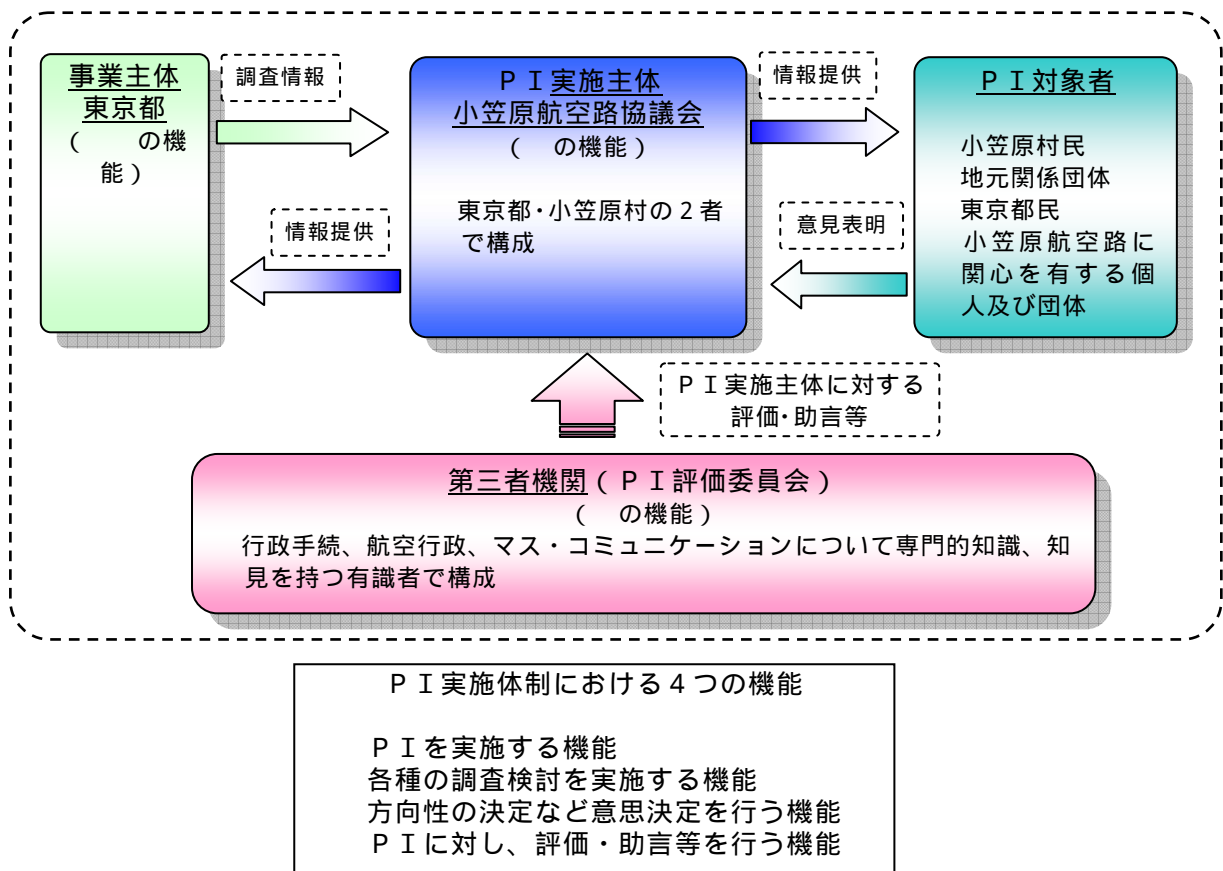 事業主体
東京都
(　　の機
能)
調査情報
情報提供
ＰＩ実施主体
小笠原航空路協議会
(　の機能)
東京都・小笠原村の２者
で構成
情報提供
意見表明
ＰＩ対象者
小笠原村民
地元関係団体
東京都民
小笠原航空路に
関心を有する個
人及び団体
ＰＩ実施主体に対する
評価・助言等
第三者機関(ＰＩ評価委員会)
(　の機能)
行政手続、航空行政、マス・コミュニケーションについて専門的知識、知
見を持つ有識者で構成
ＰＩ実施体制における４つの機能
ＰＩを実施する機能
各種の調査検討を実施する機能
方向性の決定など意思決定を行う機能
ＰＩに対し、評価・助言等を行う機能